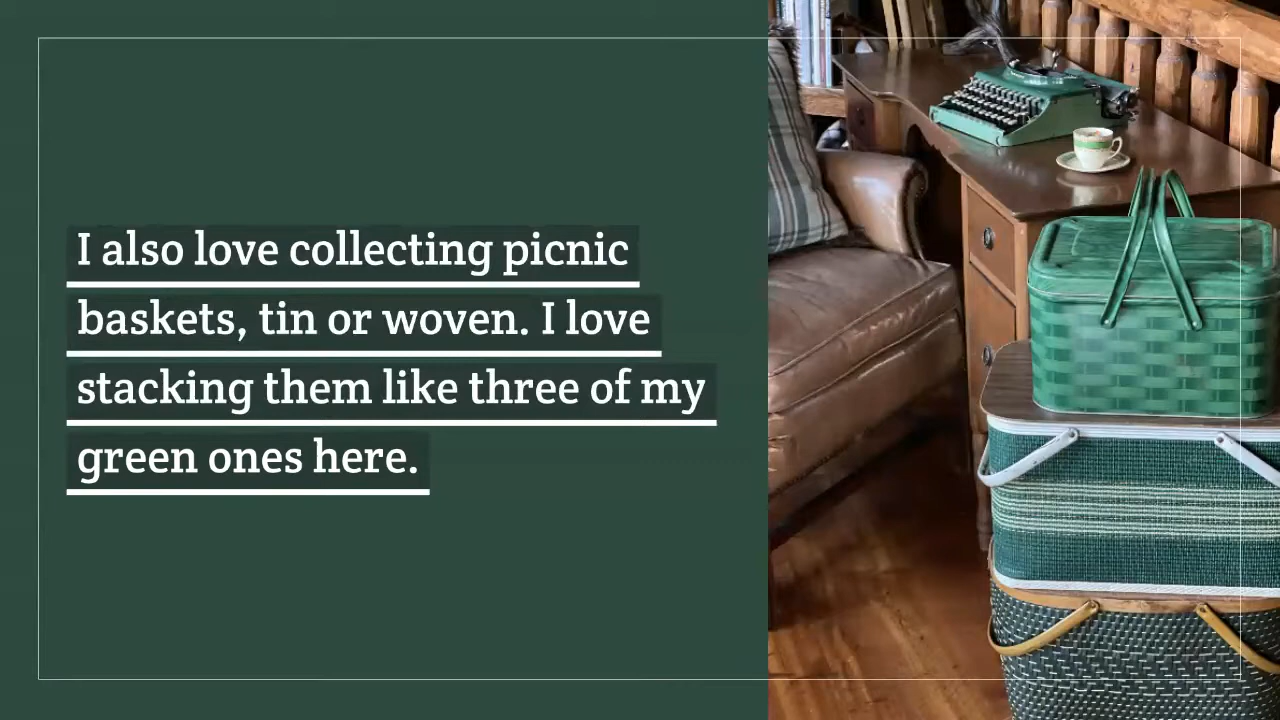 I also love collecting picnic
baskets, tin or woven. I love
stacking them like three of my
green ones here.